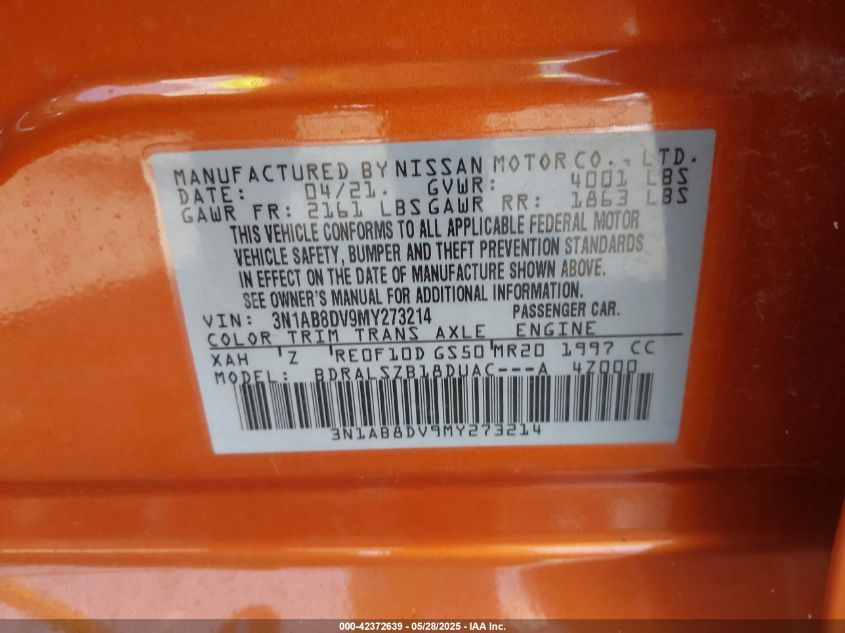 MANUFACTURED BY NISSAN MOTOR CO., LTD.
DATE: 04/21. GVWR: 4001 LBS
GAWR FR: 2161 LBS GAWR RR: 1863 LBS
THIS VEHICLE CONFORMS TO ALL APPLICABLE FEDERAL MOTOR
VEHICLE SAFETY, BUMPER AND THEFT PREVENTION STANDARDS
IN EFFECT ON THE DATE OF MANUFACTURE SHOWN ABOVE.
SEE OWNER'S MANUAL FOR ADDITIONAL INFORMATION.
VIN: 3N1AB8DV9MY273214 PASSENGER CAR.
COLOR TRIM TRANS AXLE ENGINE
XAH Z RE0F10D GS50 MR20 1997 CC
MODEL: BDRALSZB18DUAC---A 4Z000
3N1AB8DV9MY273214
000-42372639 - 05/28/2025 - IAA Inc.